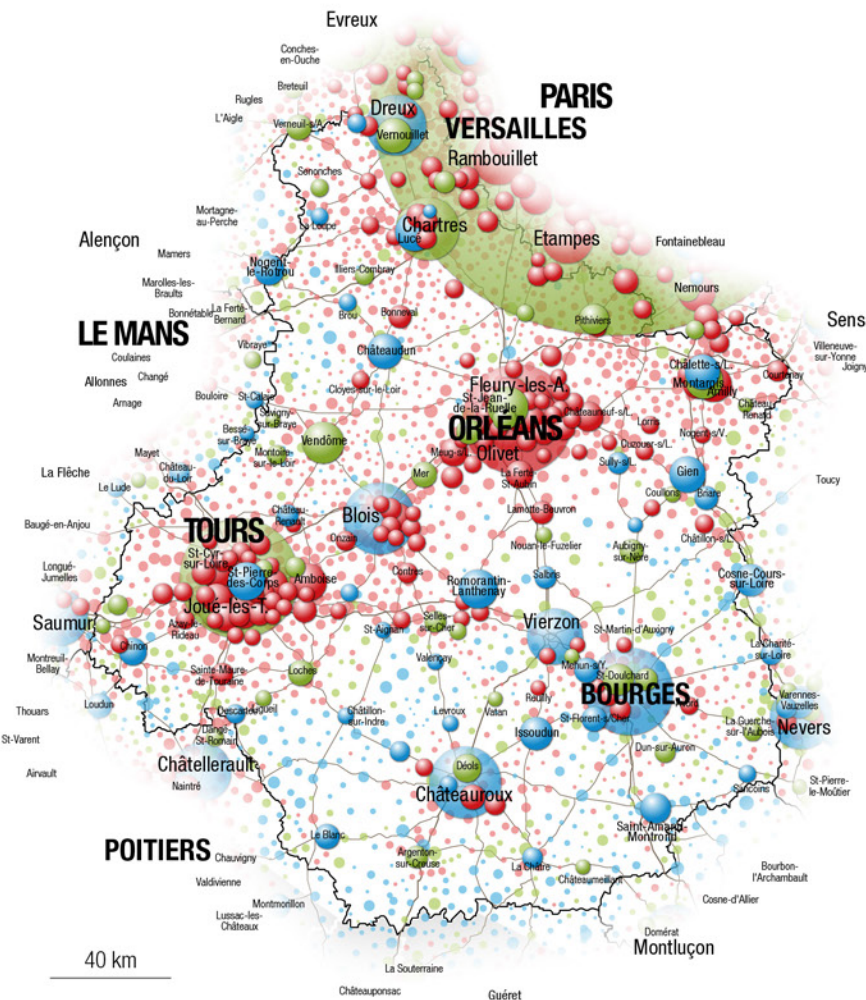 Evreux
Conches-
en-Ouche
Breteuil
Rugles
L'Aigle
Verneuil-s/A.
Dreux
Vernouillet
PARIS
VERSAILLES
Rambouillet
Senonches
Mortagne-
au-Perche
La Loupe
Chartres
Lucé
Etampes
Fontainebleau
Alençon
Mamers
Nogent-
le-Rotrou
Illiers-Combray
Marolles-les-
Braults
Nemours
Bonnétable
La Ferté-
Bernard
Brou
Bonneval
Pithiviers
Sens
LE MANS
Vibraye
Châteaudun
Villeneuve-
sur-Yonne
Joigny
Coulaines
Châlette-s/L.
Montargis
Amilly
Courtenay
Allonnes
Changé
Cloyes-sur-le-Loir
Fleury-les-A.
St-Jean-
de-la-Ruelle
Arnage
Bouloire
St-Calais
Château-
Renard
Savigny-
sur-Braye
Châteauneuf-s/L.
Lorris
ORLÉANS
Bessé
sur-Braye
Nogent-s/V.
Vendôme
Montoire-
sur-le-Loir
Meung-s/L.
Olivet
Ouzouer-s/L.
Mayet
Château-
du-Loir
Sully-s/L.
Gien
La Flèche
Le Lude
Mer
La Ferté-
St-Aubin
Toucy
Coullons
Briare
Château-
Renault
Blois
Lamotte-Beuvron
Baugé-en-Anjou
TOURS
Onzain
Châtillon-s/L.
Nouan-le-Fuzelier
Aubigny-
sur-Nère
St-Cyr-
sur-Loire
St-Pierre-
des-Corps
Amboise
Contres
Longué-
Jumelles
Salbris
Cosne-Cours-
sur-Loire
Romorantin-
Lanthenay
Joué-les-T.
Saumur
Azay-le-
Rideau
St-Aignan
Selles-
sur-Cher
Vierzon
St-Martin-d'Auxigny
Chinon
La Charité-
sur-Loire
Montreuil-
Bellay
Valençay
Mehun-s/Y.
Sainte-Maure-
de-Touraine
Loches
St-Doulchard
BOURGES
Reuilly
Avord
Varennes-
Vauzelles
Thouars
Loudun
Descartes
Ligueil
Châtillon-
sur-Indre
Levroux
Vatan
St-Florent-s/Cher
La Guerche-
sur-l'Aubois
Nevers
St-Varent
Dangé-
St-Romain
Issoudun
Dun-sur-Auron
Châtellerault
Déols
Airvault
Naintré
Châteauroux
Sancoins
St-Pierre-
le-Moûtier
Saint-Amand-
Montrond
Le Blanc
POITIERS
Chauvigny
Argenton-
sur-Creuse
La Châtre
Châteaumeillant
Bourbon-
l'Archambault
Valdivienne
Montmorillon
Cosne-d'Allier
Lussac-les-
Châteaux
Domérat
Montluçon
40 km
La Souterraine
Châteauponsac
Guéret